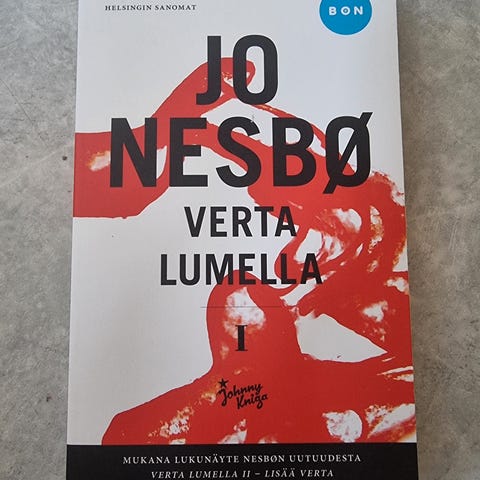 HELSINGIN SANOMAT
BON
JO
NESBØ
VERTA
LUMELLA
I
Johnny
Kniga
MUKANA LUKUNÄYTE NESBØN UUTUUDESTA
VERTA LUMELLA II – LISÄÄ VERTA